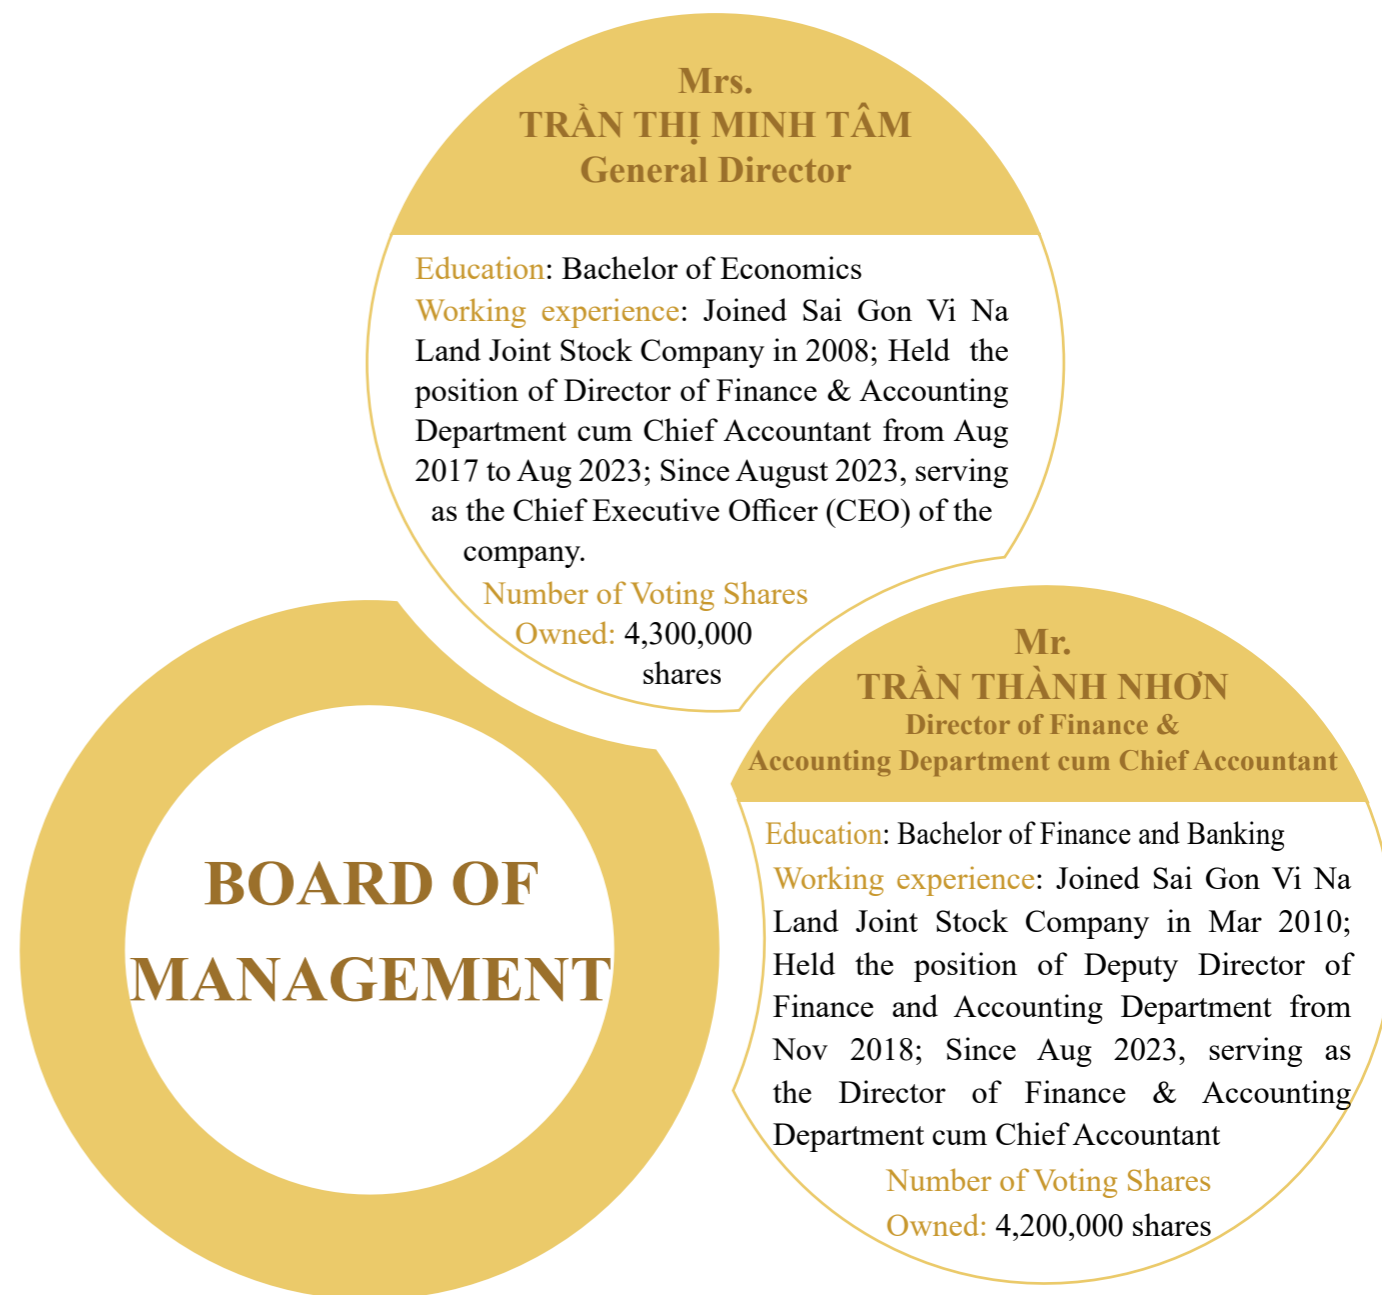 Mrs.
TRẦN THỊ MINH TÂM
General Director
Education: Bachelor of Economics
Working experience: Joined Sai Gon Vi Na
Land Joint Stock Company in 2008; Held the
position of Director of Finance & Accounting
Department cum Chief Accountant from Aug
2017 to Aug 2023; Since August 2023, serving
as the Chief Executive Officer (CEO) of the
company.
Number of Voting Shares
Owned: 4,300,000
shares
BOARD OF
MANAGEMENT
Mr.
TRẦN THÀNH NHƠN
Director of Finance &
Accounting Department cum Chief Accountant
Education: Bachelor of Finance and Banking
Working experience: Joined Sai Gon Vi Na
Land Joint Stock Company in Mar 2010;
Held the position of Deputy Director of
Finance and Accounting Department from
Nov 2018; Since Aug 2023, serving as
the Director of Finance & Accounting
Department cum Chief Accountant
Number of Voting Shares
Owned: 4,200,000 shares